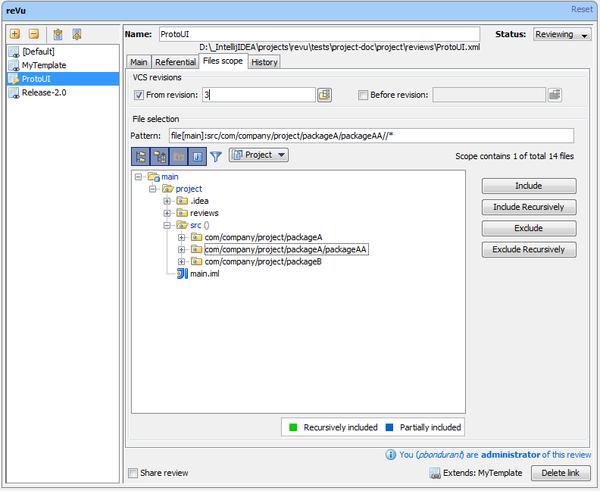 reVu Reset
[Default]
MyTemplate
ProtoUI
Release-2.0
Name: ProtoUI Status: Reviewing
D:\_IntellijIDEA\projects\revu\tests\project-doc\project\reviews\ProtoUI.xml
Main Referential Files scope History
VCS revisions
From revision: 3 Before revision:
File selection
Pattern: file[main]:src/com/company/project/packageA/packageAA//*
Project Scope contains 1 of total 14 files
main
project
.idea
reviews
src ()
com/company/project/packageA
com/company/project/packageA/packageAA
com/company/project/packageB
main.iml
Include
Include Recursively
Exclude
Exclude Recursively
Recursively included Partially included
You (pbondurant) are administrator of this review
Share review Extends: MyTemplate Delete link